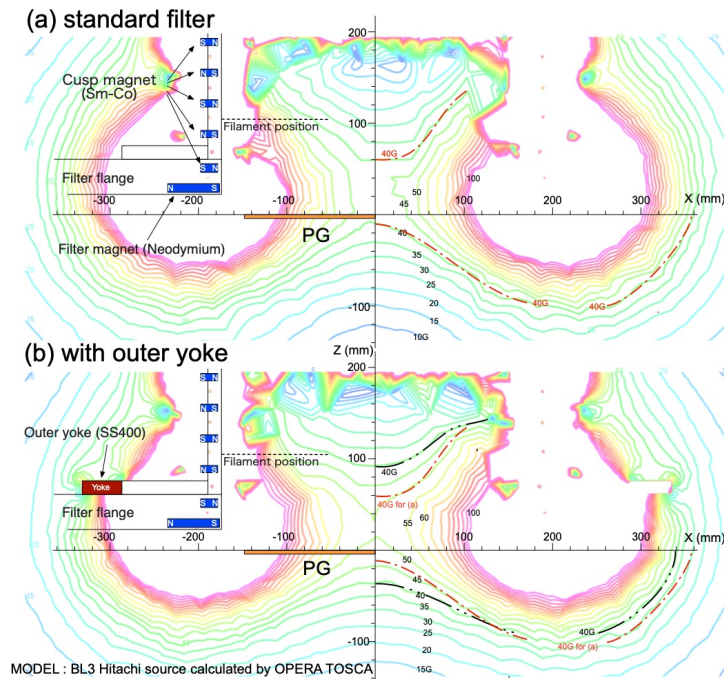 (a) standard filter
200
S N
Cusp magnet
(Sm-Co)
N S
S N
100
N S
Filament position
40G
S N
Filter flange
50
100
45
N S
-300
-200
-100
100
200
300
X (mm)
PG
Filter magnet (Neodymium)
40
35
30
25
20
15
10G
40G
40G
-100
(b) with outer yoke
Z (mm)
200
S N
N S
Outer yoke (SS400)
S N
N S
Filament position
40G
Yoke
40G for (a)
S N
Filter flange
55
60
100
N S
-300
-200
-100
100
200
300
X (mm)
PG
50
45
40
35
30
25
20
15G
40G
40G for (a)
-100
MODEL : BL3 Hitachi source calculated by OPERA TOSCA